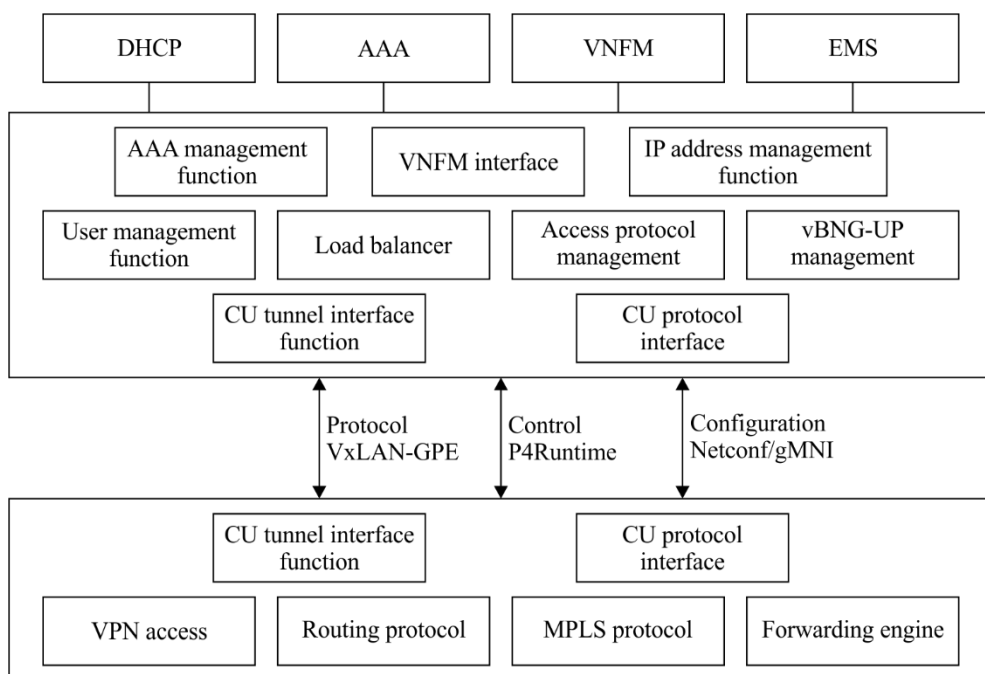 DHCP
AAA
VNFM
EMS
AAA management
function
VNFM interface
IP address management
function
User management
function
Load balancer
Access protocol
management
vBNG-UP
management
CU tunnel interface
function
CU protocol
interface
Protocol
VxLAN-GPE
Control
P4Runtime
Configuration
Netconf/gMNI
CU tunnel interface
function
CU protocol
interface
VPN access
Routing protocol
MPLS protocol
Forwarding engine